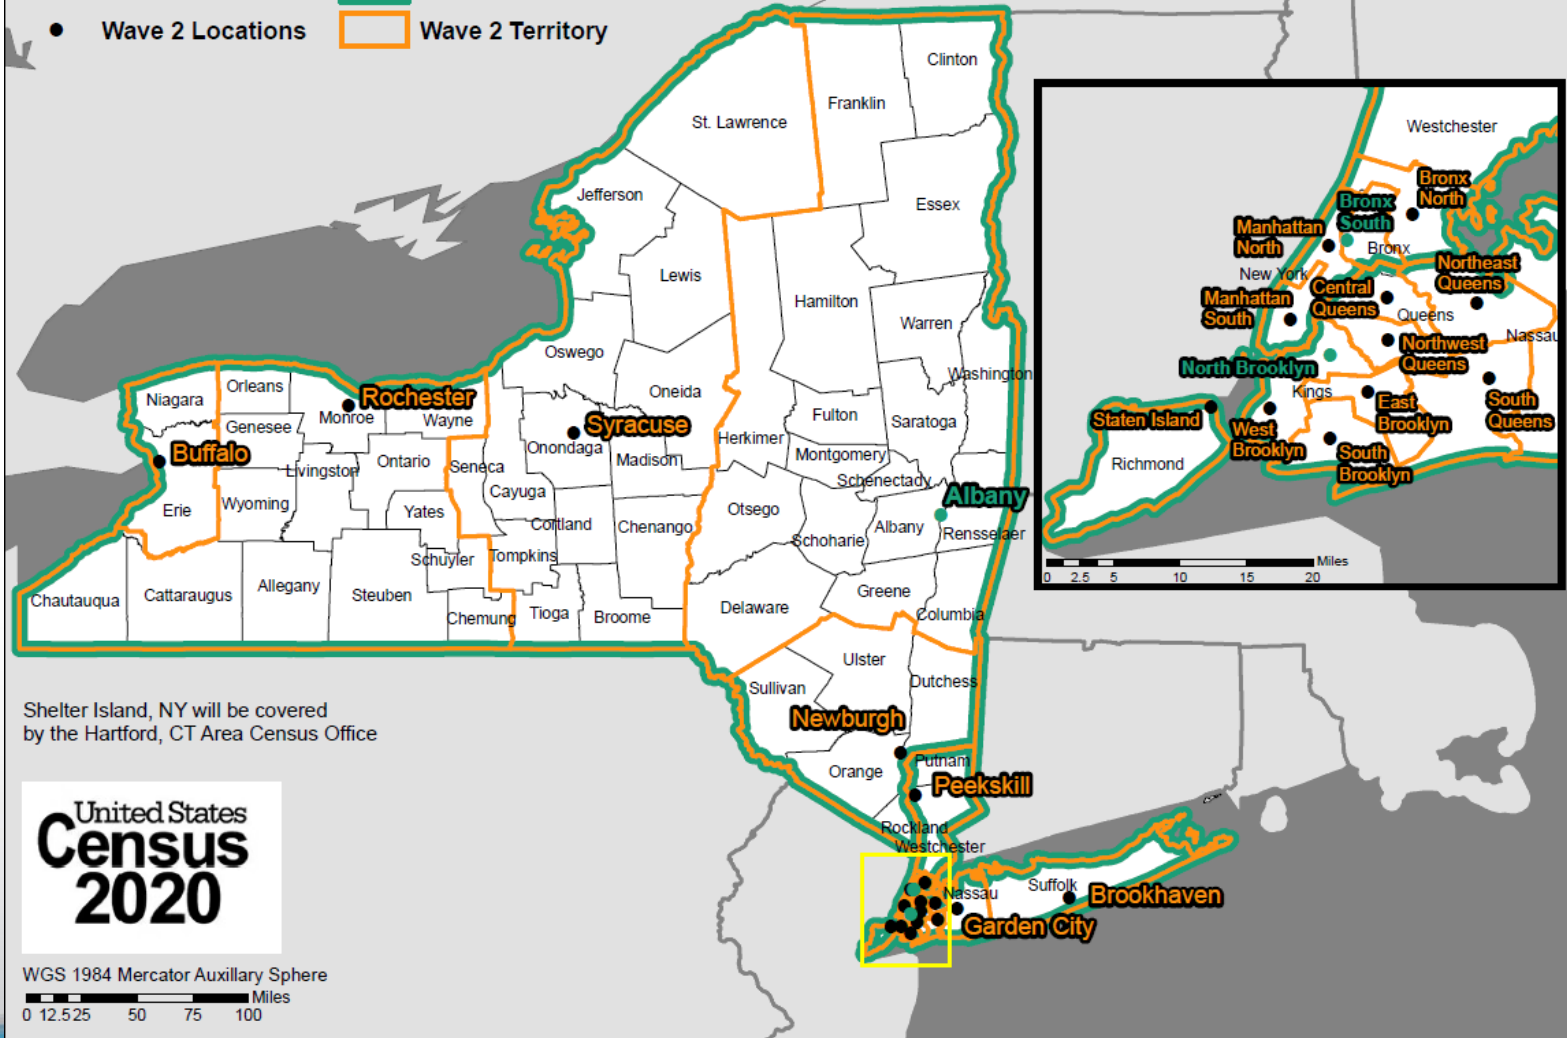 Wave 2 Locations
Wave 2 Territory
Clinton
Franklin
St. Lawrence
Jefferson
Essex
Lewis
Hamilton
Warren
Oswego
Washington
Oneida
Orleans
Niagara
Rochester
Monroe
Wayne
Genesee
Fulton
Saratoga
Syracuse
Herkimer
Onondaga
Madison
Montgomery
Buffalo
Livingston
Ontario
Seneca
Schenectady
Cayuga
Albany
Wyoming
Erie
Yates
Cortland
Chenango
Otsego
Schoharie
Albany
Rensselaer
Schuyler
Tompkins
Chautauqua
Cattaraugus
Allegany
Steuben
Chemung
Tioga
Broome
Delaware
Greene
Columbia
Ulster
Sullivan
Dutchess
Newburgh
Orange
Putnam
Peekskill
Rockland
Westchester
Nassau
Suffolk
Brookhaven
Garden City
Westchester
Bronx
North
Bronx
South
Manhattan
North
Bronx
New York
Northeast
Queens
Central
Queens
Manhattan
South
Queens
Nassau
Northwest
Queens
North Brooklyn
Kings
East
Brooklyn
South
Queens
Staten Island
West
Brooklyn
South
Brooklyn
Richmond
Miles
0 2.5 5 10 15 20
Shelter Island, NY will be covered
by the Hartford, CT Area Census Office
United States
Census
2020
WGS 1984 Mercator Auxillary Sphere
Miles
0 12.5 25 50 75 100